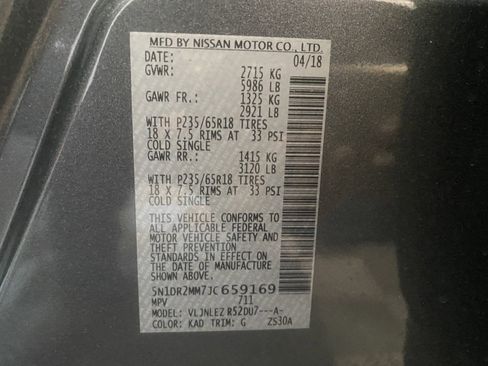 MFD BY NISSAN MOTOR CO., LTD.
DATE: 04/18
GVWR: 2715 KG
5986 LB
GAWR FR.: 1325 KG
2921 LB
WITH P235/65R18 TIRES
18 X 7.5 RIMS AT 33 PSI
COLD SINGLE
GAWR RR.: 1415 KG
3120 LB
WITH P235/65R18 TIRES
18 X 7.5 RIMS AT 33 PSI
COLD SINGLE
THIS VEHICLE CONFORMS TO
ALL APPLICABLE FEDERAL
MOTOR VEHICLE SAFETY AND
THEFT PREVENTION
STANDARDS IN EFFECT ON
THE DATE OF MANUFACTURE
SHOWN ABOVE.
5N1DR2MM7JC659169
MPV 711
MODEL: VLJNLEZ R52DU7---A-
COLOR: KAD TRIM: G ZS30A